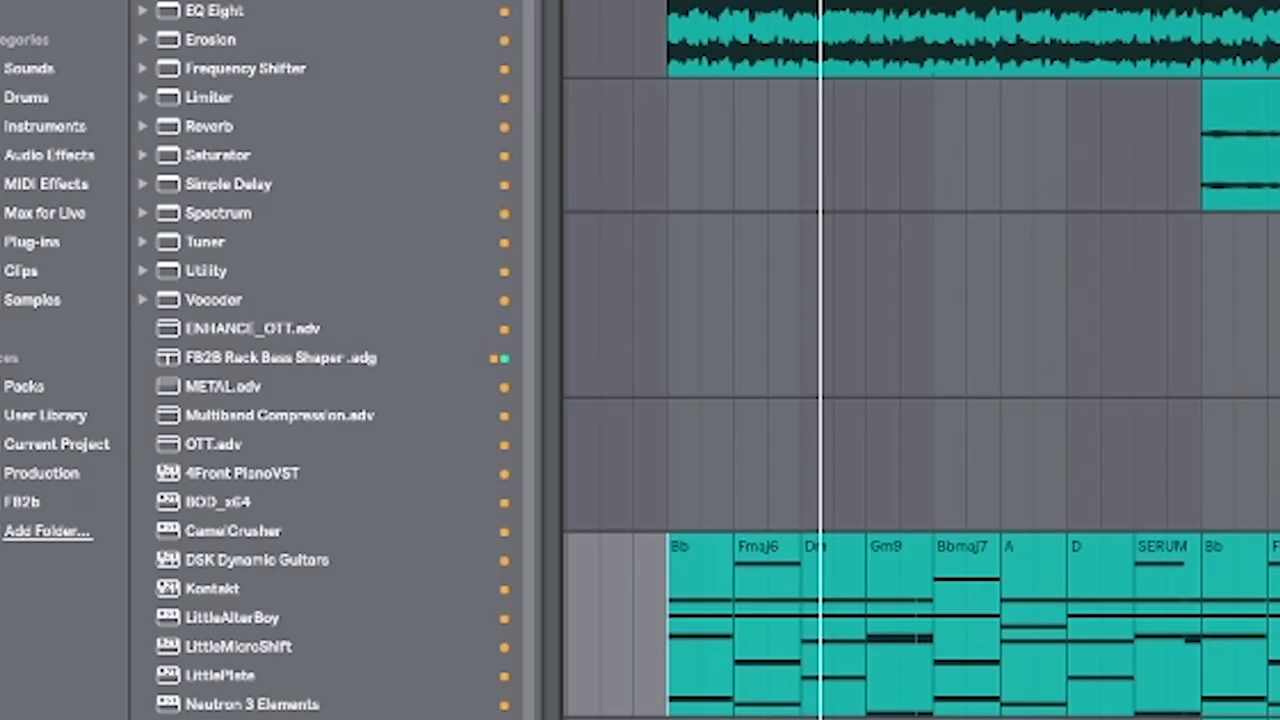 egories
Sounds
Drums
Instruments
Audio Effects
MIDI Effects
Max for Live
Plug-ins
Clips
Samples
ces
Packs
User Library
Current Project
Production
FB2b
Add Folder...
EQ Eight
Erosion
Frequency Shifter
Limiter
Reverb
Saturator
Simple Delay
Spectrum
Tuner
Utility
Vocoder
ENHANCE_OTT.adv
FB2B Rack Bass Shaper .adg
METAL.adv
Multiband Compression.adv
OTT.adv
4Front PianoVST
BOD_x64
CamelCrusher
DSK Dynamic Guitars
Kontakt
LittleAlterBoy
LittleMicroShift
LittlePlate
Neutron 3 Elements
Bb Fmaj6 Dm Gm9 Bbmaj7 A D SERUM Bb F